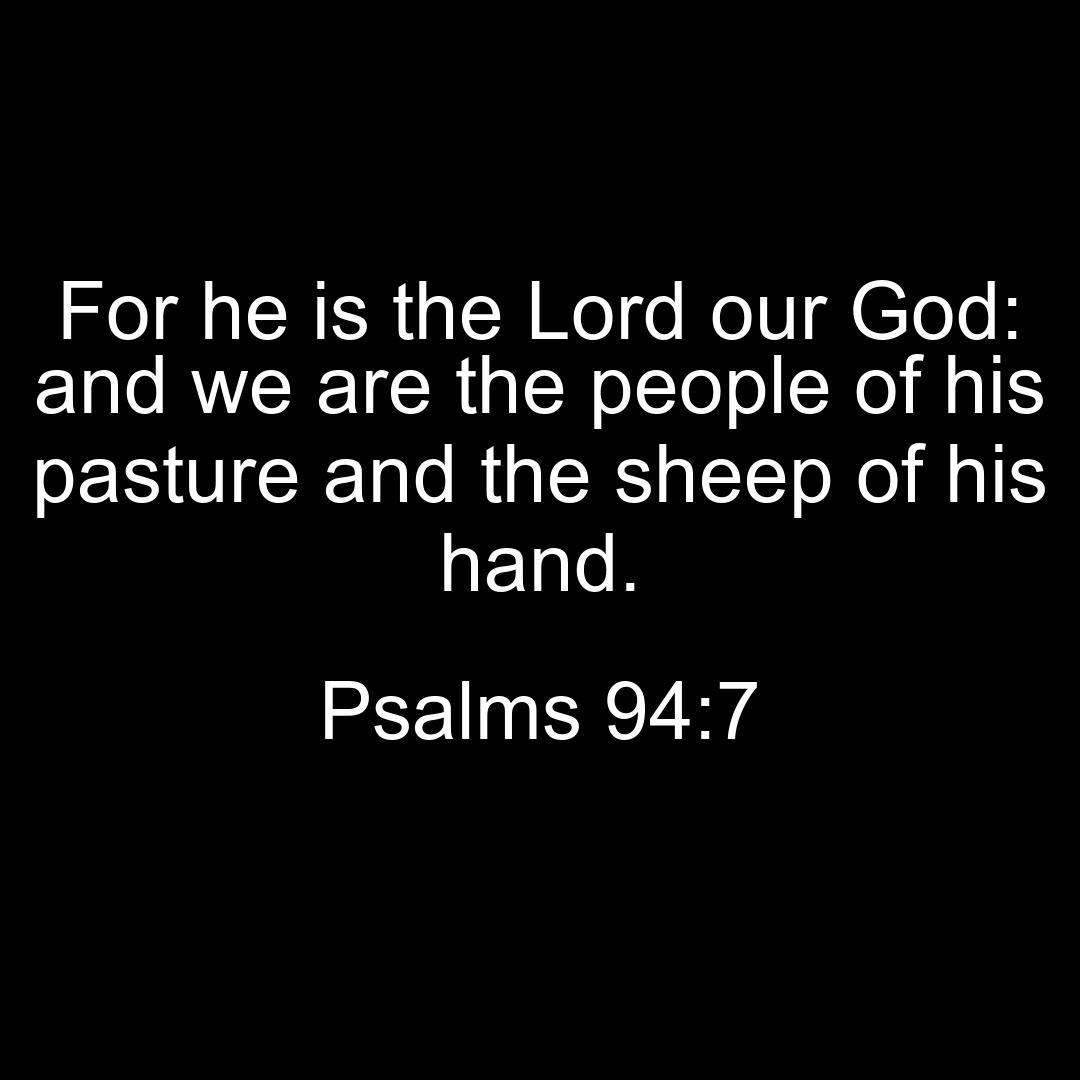 For he is the Lord our God:
and we are the people of his
pasture and the sheep of his
hand.
Psalms 94:7